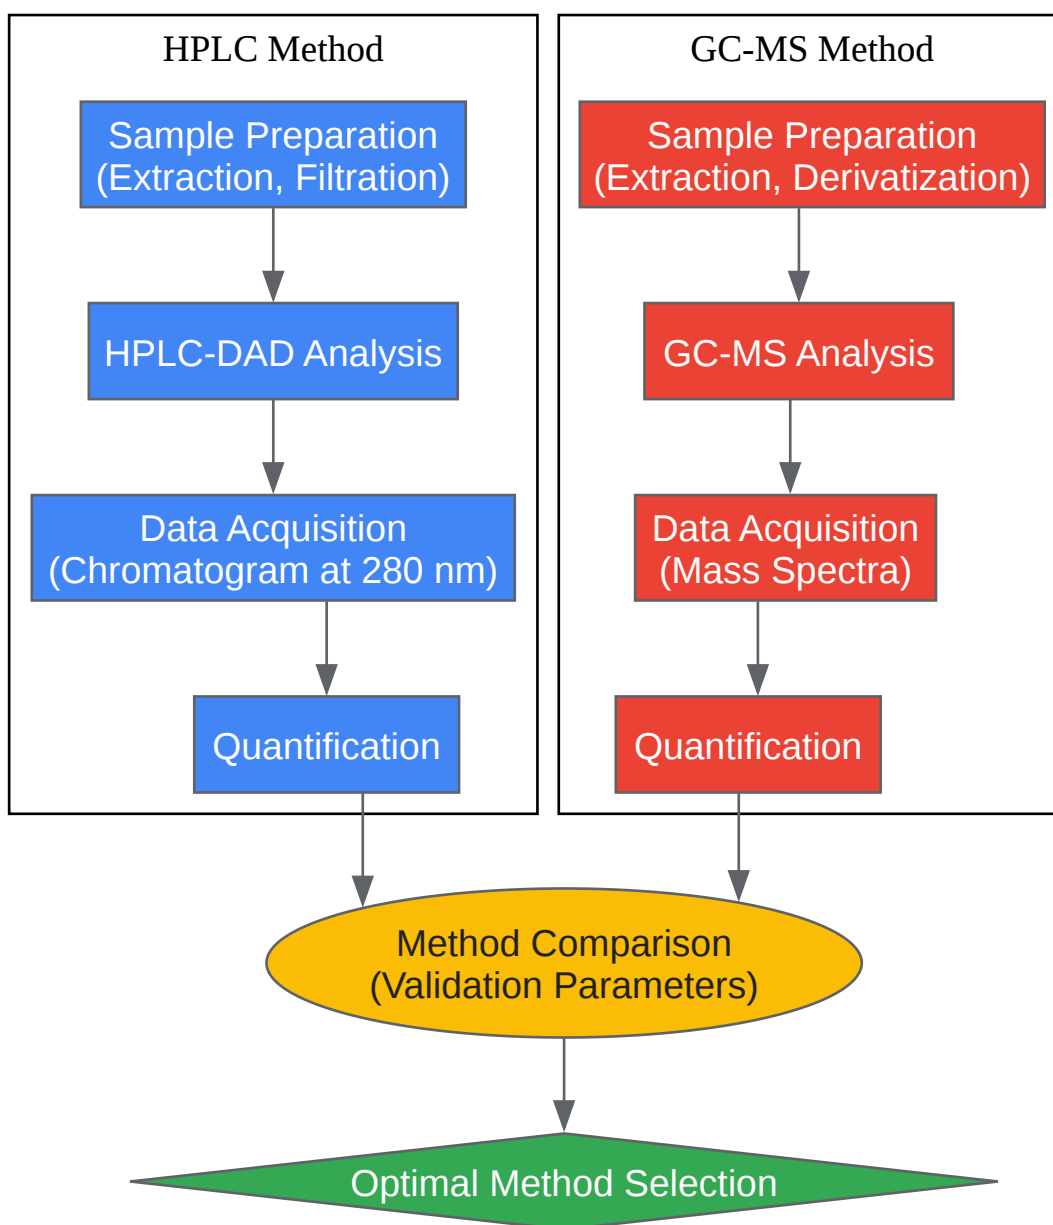 HPLC Method
Sample Preparation
(Extraction, Filtration)
HPLC-DAD Analysis
Data Acquisition
(Chromatogram at 280 nm)
Quantification
GC-MS Method
Sample Preparation
(Extraction, Derivatization)
GC-MS Analysis
Data Acquisition
(Mass Spectra)
Quantification
Method Comparison
(Validation Parameters)
Optimal Method Selection